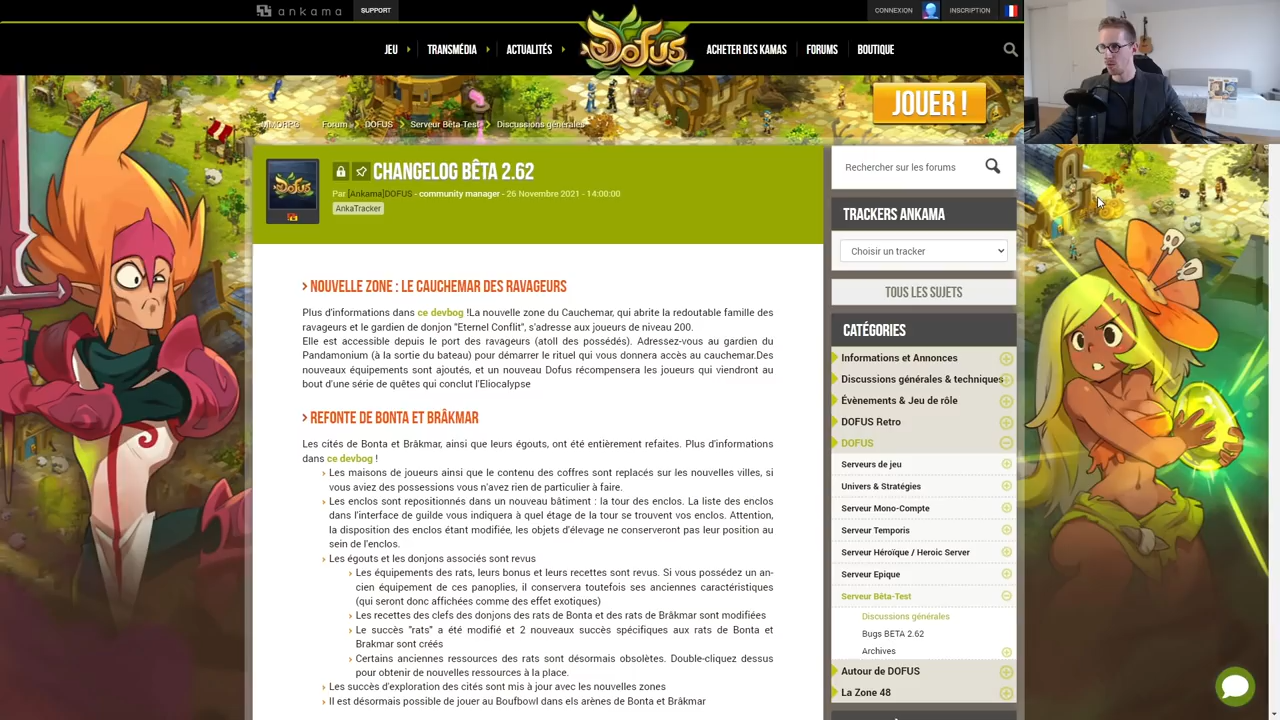 ankama
SUPPORT
CONNEXION
INSCRIPTION
JEU
TRANSMÉDIA
ACTUALITÉS
DOFUS
ACHETER DES KAMAS
FORUMS
BOUTIQUE
JOUER !
MMORPG
Forum
DOFUS
Serveur Bêta-Test
Discussions générales
DOFUS
CHANGELOG BÊTA 2.62
Par [Ankama]DOFUS - community manager - 26 Novembre 2021 - 14:00:00
AnkaTracker
NOUVELLE ZONE : LE CAUCHEMAR DES RAVAGEURS
Plus d'informations dans ce devbog !La nouvelle zone du Cauchemar, qui abrite la redoutable famille des
ravageurs et le gardien de donjon "Eternel Conflit", s'adresse aux joueurs de niveau 200.
Elle est accessible depuis le port des ravageurs (atoll des possédés). Adressez-vous au gardien du
Pandamonium (à la sortie du bateau) pour démarrer le rituel qui vous donnera accès au cauchemar.Des
nouveaux équipements sont ajoutés, et un nouveau Dofus récompensera les joueurs qui viendront au
bout d'une série de quêtes qui conclut l'Eliocalypse
REFONTE DE BONTA ET BRÂKMAR
Les cités de Bonta et Brâkmar, ainsi que leurs égouts, ont été entièrement refaites. Plus d'informations
dans ce devbog !
Les maisons de joueurs ainsi que le contenu des coffres sont replacés sur les nouvelles villes, si
vous aviez des possessions vous n'avez rien de particulier à faire.
Les enclos sont repositionnés dans un nouveau bâtiment : la tour des enclos. La liste des enclos
dans l'interface de guilde vous indiquera à quel étage de la tour se trouvent vos enclos. Attention,
la disposition des enclos étant modifiée, les objets d'élevage ne conserveront pas leur position au
sein de l'enclos.
Les égouts et les donjons associés sont revus
Les équipements des rats, leurs bonus et leurs recettes sont revus. Si vous possédez un an-
cien équipement de ces panoplies, il conservera toutefois ses anciennes caractéristiques
(qui seront donc affichées comme des effet exotiques)
Les recettes des clefs des donjons des rats de Bonta et des rats de Brâkmar sont modifiées
Le succès "rats" a été modifié et 2 nouveaux succès spécifiques aux rats de Bonta et
Brakmar sont créés
Certains anciennes ressources des rats sont désormais obsolètes. Double-cliquez dessus
pour obtenir de nouvelles ressources à la place.
Les succès d'exploration des cités sont mis à jour avec les nouvelles zones
Il est désormais possible de jouer au Boufbowl dans els arènes de Bonta et Brâkmar
Rechercher sur les forums
TRACKERS ANKAMA
Choisir un tracker
TOUS LES SUJETS
CATÉGORIES
Informations et Annonces
Discussions générales & techniques
Évènements & Jeu de rôle
DOFUS Retro
DOFUS
Serveurs de jeu
Univers & Stratégies
Serveur Mono-Compte
Serveur Temporis
Serveur Héroïque / Heroic Server
Serveur Epique
Serveur Bêta-Test
Discussions générales
Bugs BETA 2.62
Archives
Autour de DOFUS
La Zone 48